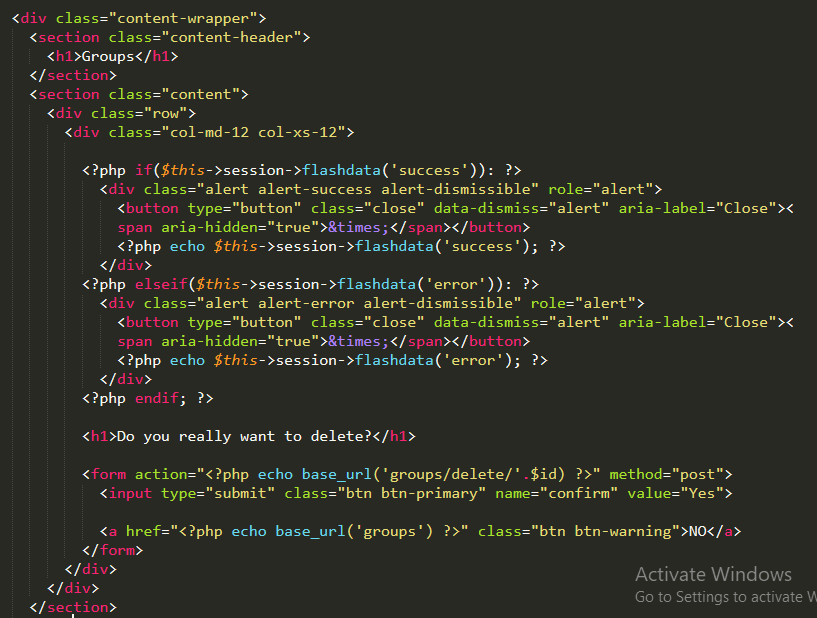 <div class="content-wrapper">
<section class="content-header">
<h1>Groups</h1>
</section>
<section class="content">
<div class="row">
<div class="col-md-12 col-xs-12">
<?php if($this->session->flashdata('success')): ?>
<div class="alert alert-success alert-dismissible" role="alert">
<button type="button" class="close" data-dismiss="alert" aria-label="Close"><
span aria-hidden="true">&times;</span></button>
<?php echo $this->session->flashdata('success'); ?>
</div>
<?php elseif($this->session->flashdata('error')): ?>
<div class="alert alert-error alert-dismissible" role="alert">
<button type="button" class="close" data-dismiss="alert" aria-label="Close"><
span aria-hidden="true">&times;</span></button>
<?php echo $this->session->flashdata('error'); ?>
</div>
<?php endif; ?>
<h1>Do you really want to delete?</h1>
<form action="<?php echo base_url('groups/delete/'.$id) ?>" method="post">
<input type="submit" class="btn btn-primary" name="confirm" value="Yes">
<a href="<?php echo base_url('groups') ?>" class="btn btn-warning">NO</a>
</form>
</div>
</div>
</section>
Activate Windows
Go to Settings to activate W